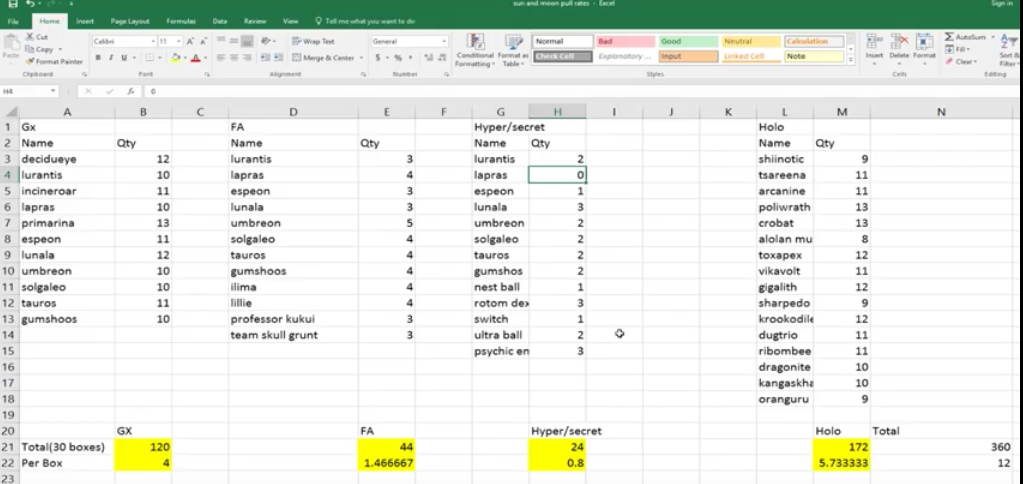 sun and moon pull rates - Excel
Sign in
File Home Insert Page Layout Formulas Data Review View Tell me what you want to do
Cut
Copy
Format Painter
Paste
Clipboard
Calibri 11
B I U
Font
Wrap Text
Merge & Center
Alignment
General
$ % ,
Number
Conditional Formatting
Format as Table
Normal Bad Good Neutral Calculation
Check Cell Explanatory ... Input Linked Cell Note
Styles
Insert Delete Format
Cells
AutoSum
Fill
Clear
Sort &
Filter
Editing
H4 fx 0
A B C D E F G H I J K L M N
1 Gx FA Hyper/secret Holo
2 Name Qty Name Qty Name Qty Name Qty
3 decidueye 12 lurantis 3 lurantis 2 shiinotic 9
4 lurantis 10 lapras 4 lapras 0 tsareena 11
5 incineroar 11 espeon 3 espeon 1 arcanine 11
6 lapras 10 lunala 3 lunala 3 poliwrath 13
7 primarina 13 umbreon 5 umbreon 2 crobat 13
8 espeon 11 solgaleo 4 solgaleo 2 alolan mu 8
9 lunala 12 tauros 4 tauros 2 toxapex 12
10 umbreon 10 gumshoos 4 gumshos 2 vikavolt 11
11 solgaleo 10 ilima 4 nest ball 1 gigalith 12
12 tauros 11 lillie 4 rotom dex 3 sharpedo 9
13 gumshoos 10 professor kukui 3 switch 1 krookodile 12
14 team skull grunt 3 ultra ball 2 dugtrio 11
15 psychic en 3 ribombee 11
16 dragonite 10
17 kangaskha 10
18 oranguru 9
19
20 GX FA Hyper/secret Holo Total
21 Total(30 boxes) 120 44 24 172 360
22 Per Box 4 1.466667 0.8 5.733333 12
23